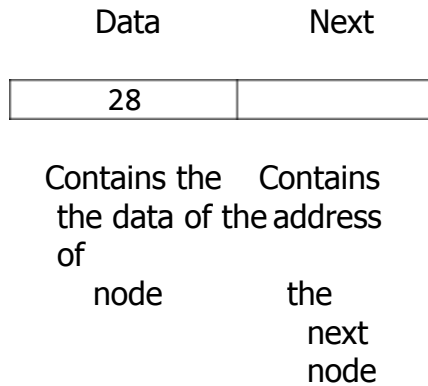 Data Next
28
Contains the Contains
the data of the address
of
node the
next
node